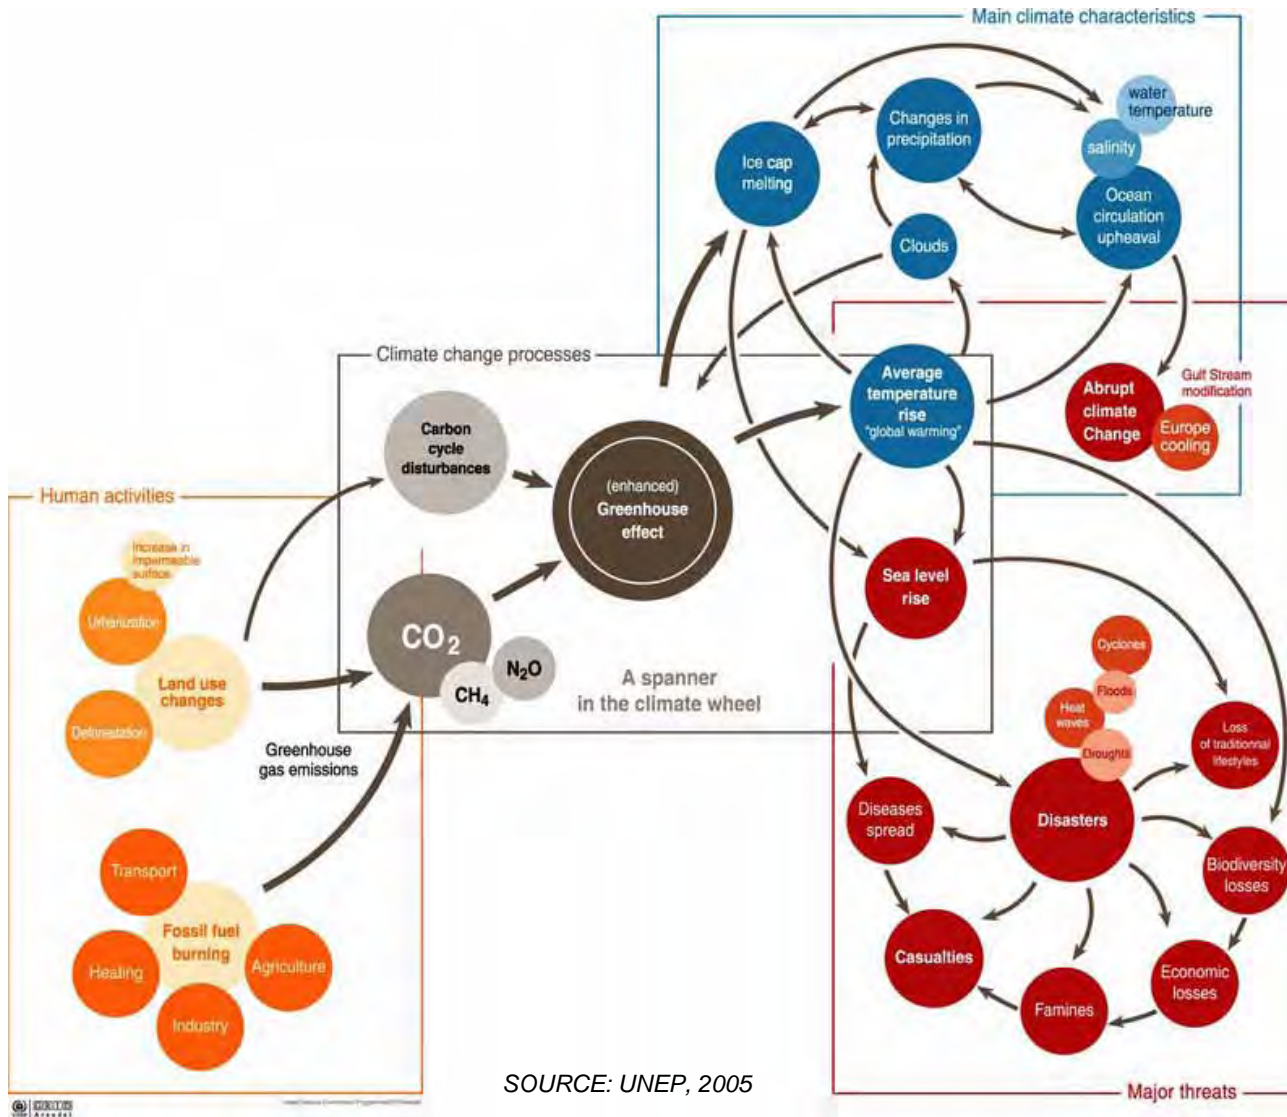 Main climate characteristics
water
temperature
salinity
Changes in
precipitation
Ice cap
melting
Ocean
circulation
upheaval
Clouds
Climate change processes
Average
temperature
rise
"global warming"
Gulf Stream
modification
Abrupt
climate
Change
Europe
cooling
Carbon
cycle
disturbances
(enhanced)
Greenhouse
effect
Human activities
Increase in
impermeable
surface
Urbanization
Land use
changes
Deforestation
CO2
CH4
N2O
Sea level
rise
A spanner
in the climate wheel
Greenhouse
gas emissions
Cyclones
Floods
Heat
waves
Droughts
Loss
of traditionnal
lifestyles
Diseases
spread
Disasters
Biodiversity
losses
Transport
Fossil fuel
burning
Heating
Agriculture
Industry
Casualties
Economic
losses
Famines
SOURCE: UNEP, 2005
Major threats
UNEP
GRID
Arendal